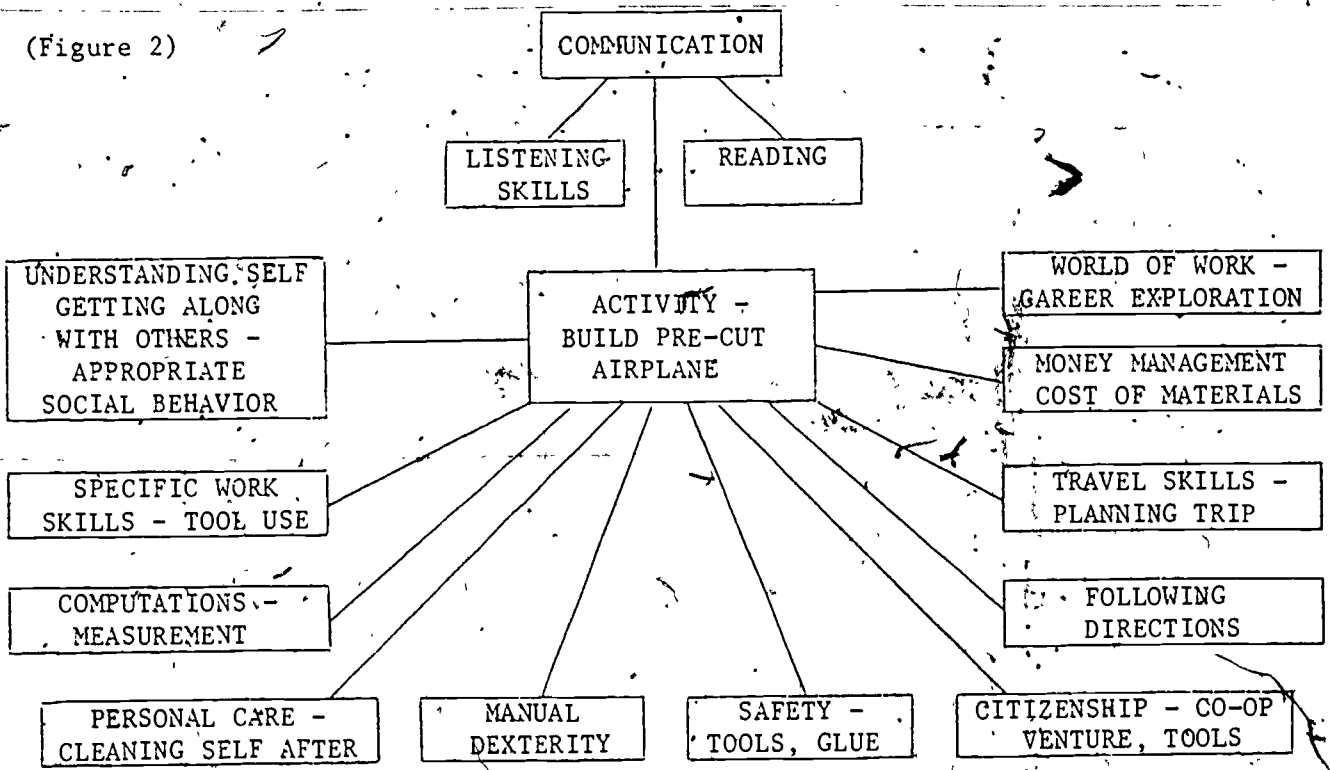 (Figure 2)
COMMUNICATION
LISTENING
SKILLS
READING
UNDERSTANDING SELF
GETTING ALONG
WITH OTHERS -
APPROPRIATE
SOCIAL BEHAVIOR
ACTIVITY -
BUILD PRE-CUT
AIRPLANE
WORLD OF WORK -
CAREER EXPLORATION
MONEY MANAGEMENT
COST OF MATERIALS
SPECIFIC WORK
SKILLS - TOOL USE
TRAVEL SKILLS -
PLANNING TRIP
COMPUTATIONS -
MEASUREMENT
FOLLOWING
DIRECTIONS
PERSONAL CARE -
CLEANING SELF AFTER
MANUAL
DEXTERITY
SAFETY -
TOOLS, GLUE
CITIZENSHIP - CO-OP
VENTURE, TOOLS